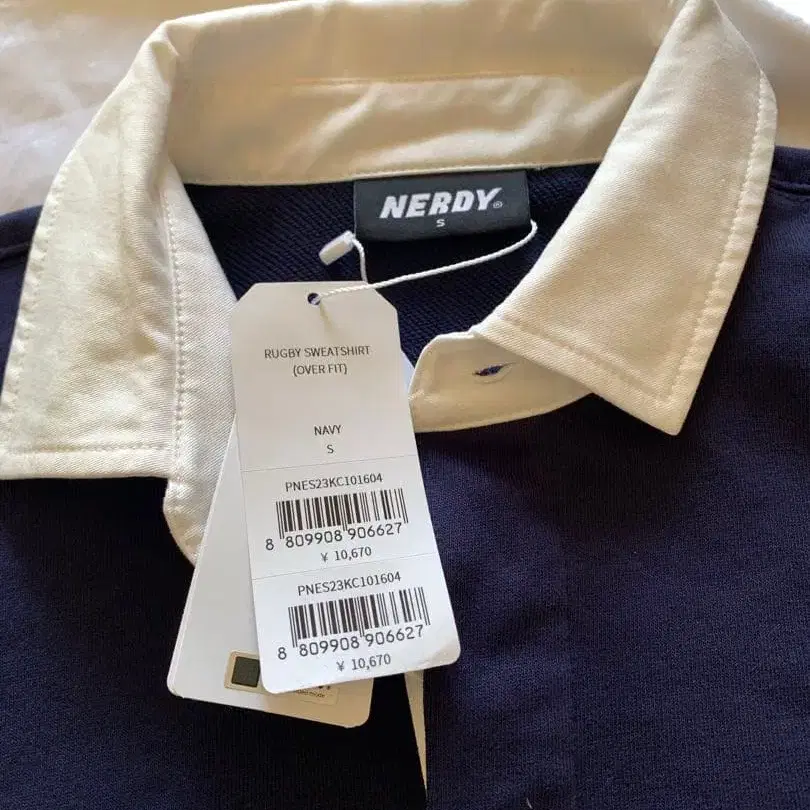 NERDY®
S
RUGBY SWEATSHIRT
(OVER FIT)
NAVY
S
PNES23KC101604
8 809908 906627
¥ 10,670
PNES23KC101604
8 809908 906627
¥ 10,670